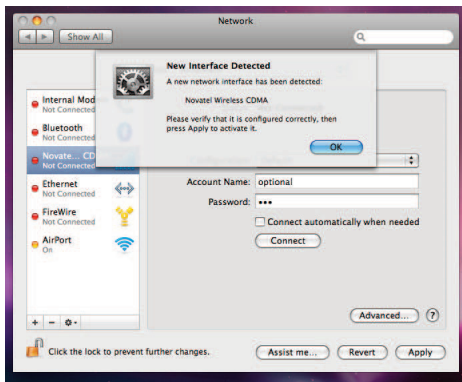 Network
Show All
New Interface Detected
A new network interface has been detected:
Novatel Wireless CDMA
Please verify that it is configured correctly, then
press Apply to activate it.
OK
Internal Mod
Not Connected
Bluetooth
Not Connected
Novate... CD
Not Connected
Ethernet
Not Connected
FireWire
Not Connected
AirPort
On
Account Name: optional
Password: •••
Connect automatically when needed
Connect
Advanced... ?
+ -
Click the lock to prevent further changes.
Assist me... Revert Apply